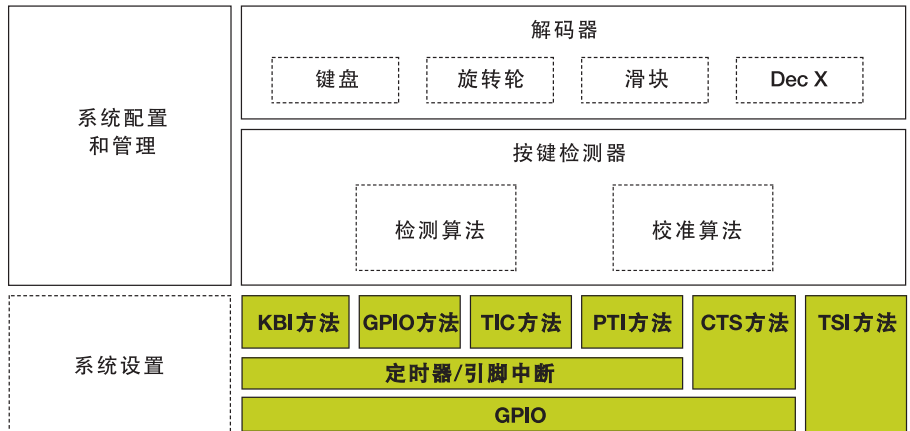 系统配置
和管理
解码器
键盘
旋转轮
滑块
Dec X
按键检测器
检测算法
校准算法
系统设置
KBI方法
GPIO方法
TIC方法
PTI方法
CTS方法
TSI方法
定时器/引脚中断
GPIO